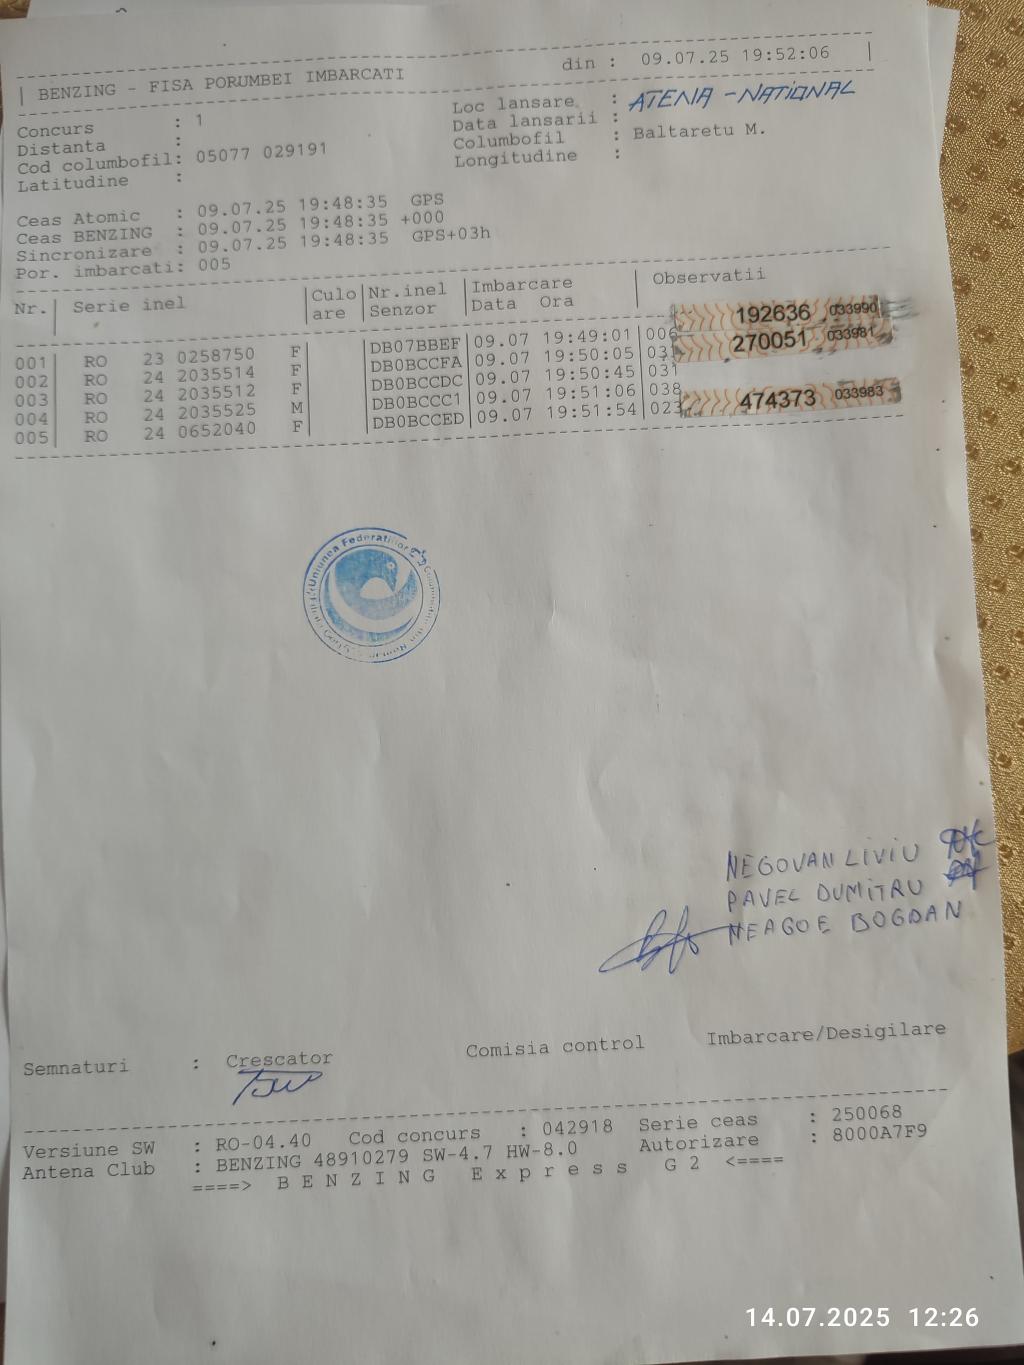 BENZING - FISA PORUMBEI IMBARCATI din : 09.07.25 19:52:06
Concurs : 1 Loc lansare : ATENA - NATIONAL
Distanta : Data lansarii :
Cod columbofil: 05077 029191 Columbofil : Baltaretu M.
Latitudine : Longitudine :
Ceas Atomic : 09.07.25 19:48:35 GPS
Ceas BENZING : 09.07.25 19:48:35 +000
Sincronizare : 09.07.25 19:48:35 GPS+03h
Por. imbarcati: 005
Nr. Serie inel Culo Nr.inel Imbarcare Observatii
are Senzor Data Ora
001 RO 23 0258750 F DB07BBEF 09.07 19:49:01 006 192636 033990
002 RO 24 2035514 F DB0BCCFA 09.07 19:50:05 270051 033981
003 RO 24 2035512 F DB0BCCDC 09.07 19:50:45 031
004 RO 24 2035525 M DB0BCCC1 09.07 19:51:06 038
005 RO 24 0652040 F DB0BCCED 09.07 19:51:54 023 474373 033983
Uniunea Federatiilor
NEGOVAN LIVIU
PAVEL DUMITRU
NEAGOE BOGDAN
Semnaturi : Crescator Comisia control Imbarcare/Desigilare
Versiune SW : RO-04.40 Cod concurs : 042918 Serie ceas : 250068
Antena Club : BENZING 48910279 SW-4.7 HW-8.0 Autorizare : 8000A7F9
====> B E N Z I N G E x p r e s s G 2 <====
14.07.2025 12:26